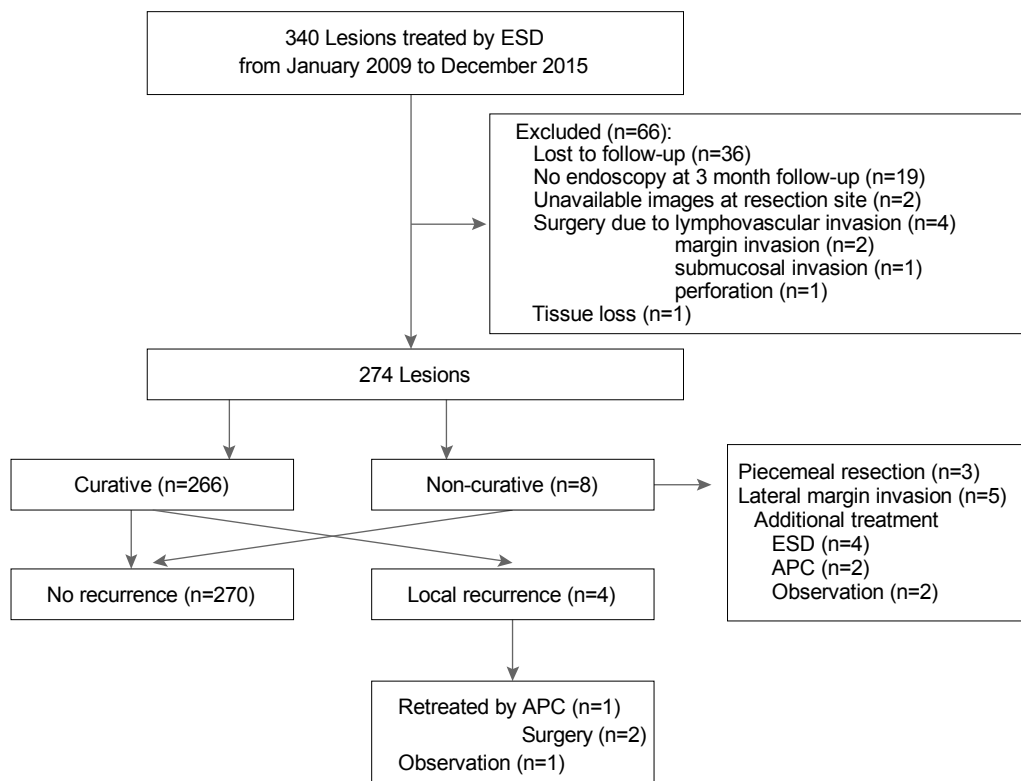 340 Lesions treated by ESD
from January 2009 to December 2015
Excluded (n=66):
Lost to follow-up (n=36)
No endoscopy at 3 month follow-up (n=19)
Unavailable images at resection site (n=2)
Surgery due to lymphovascular invasion (n=4)
margin invasion (n=2)
submucosal invasion (n=1)
perforation (n=1)
Tissue loss (n=1)
274 Lesions
Curative (n=266)
Non-curative (n=8)
Piecemeal resection (n=3)
Lateral margin invasion (n=5)
Additional treatment
ESD (n=4)
APC (n=2)
Observation (n=2)
No recurrence (n=270)
Local recurrence (n=4)
Retreated by APC (n=1)
Surgery (n=2)
Observation (n=1)